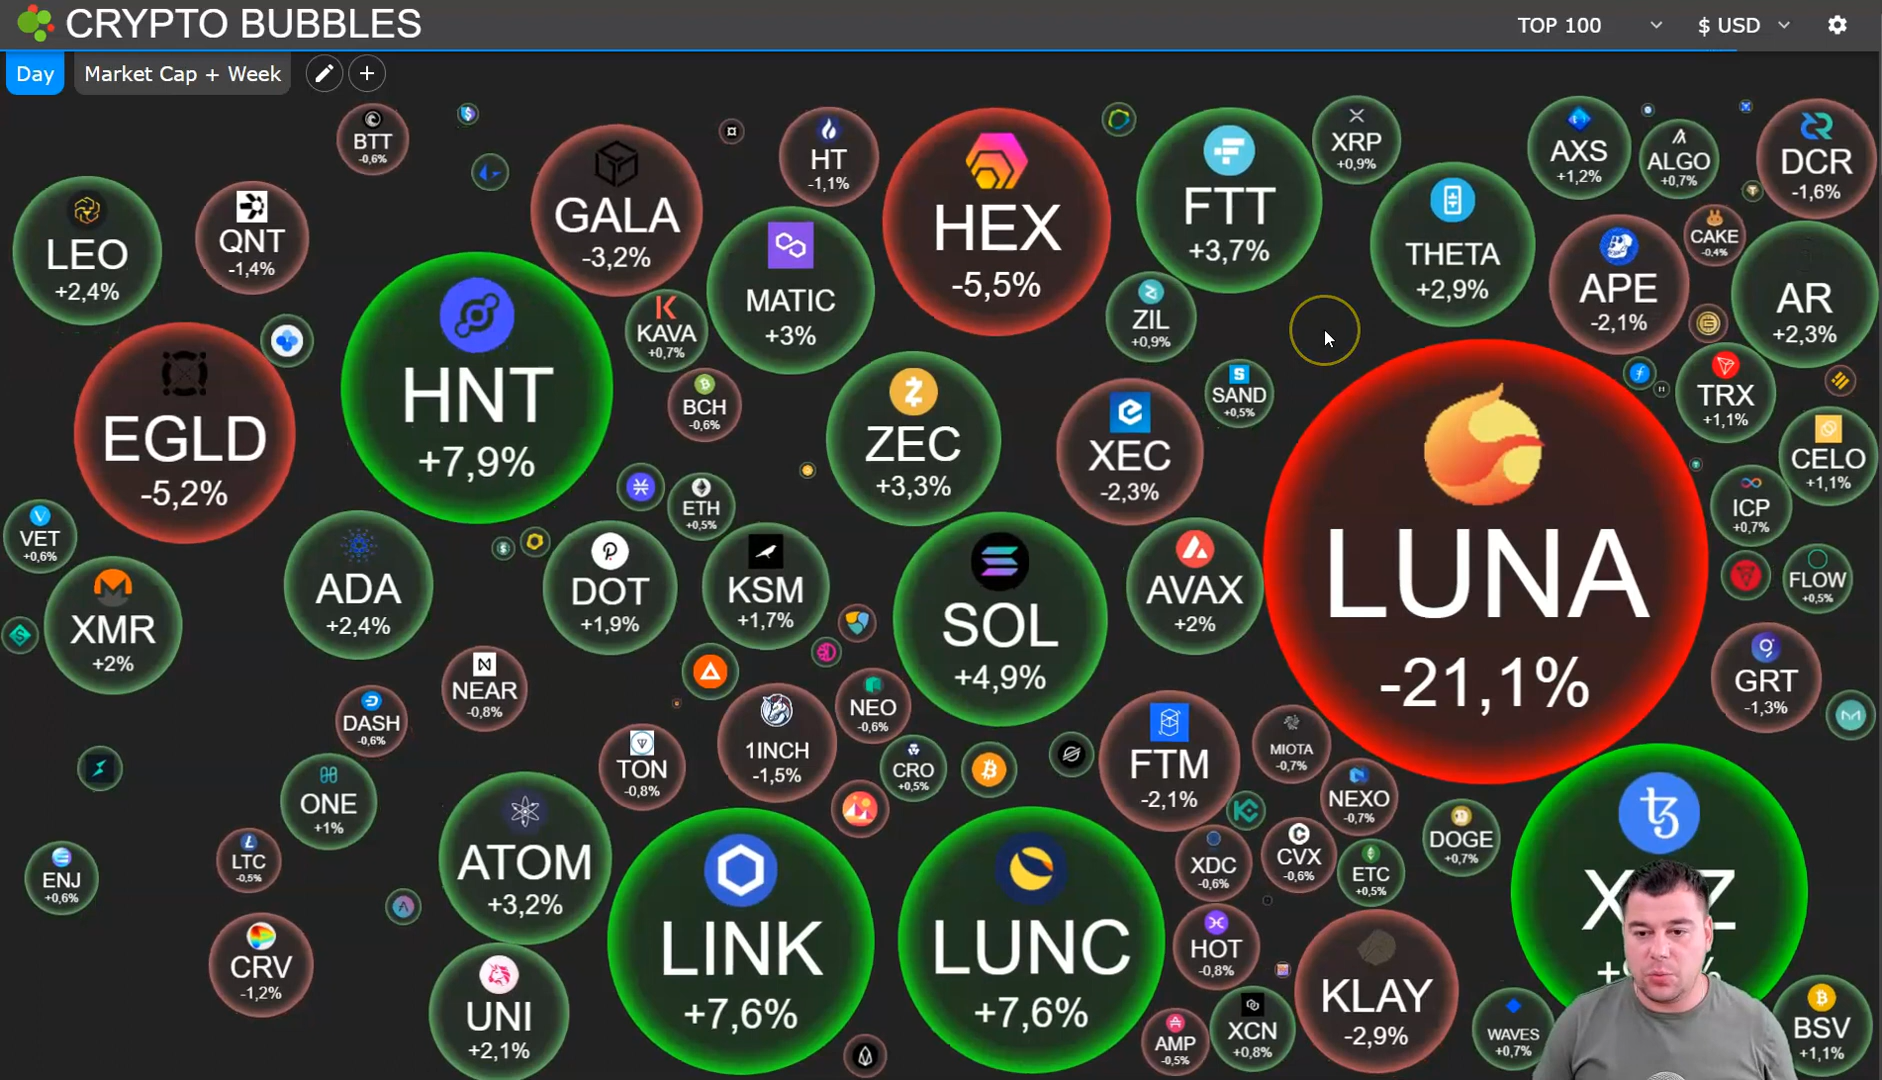 CRYPTO BUBBLES
TOP 100
$ USD
Day
Market Cap + Week
BTT
-0,6%
LEO
+2,4%
QNT
-1,4%
GALA
-3,2%
HT
-1,1%
HEX
-5,5%
FTT
+3,7%
XRP
+0,9%
AXS
+1,2%
ALGO
+0,7%
DCR
-1,6%
THETA
+2,9%
CAKE
-0,4%
APE
-2,1%
AR
+2,3%
MATIC
+3%
KAVA
+0,7%
ZIL
+0,9%
HNT
+7,9%
EGLD
-5,2%
BCH
-0,6%
ZEC
+3,3%
XEC
-2,3%
SAND
+0,5%
TRX
+1,1%
CELO
+1,1%
ICP
+0,7%
LUNA
-21,1%
VET
+0,6%
ETH
+0,5%
ADA
+2,4%
DOT
+1,9%
KSM
+1,7%
SOL
+4,9%
AVAX
+2%
FLOW
+0,5%
XMR
+2%
NEAR
-0,8%
DASH
-0,6%
NEO
-0,6%
GRT
-1,3%
TON
-0,8%
1INCH
-1,5%
CRO
+0,5%
FTM
-2,1%
MIOTA
-0,7%
NEXO
-0,7%
ONE
+1%
DOGE
+0,7%
LTC
-0,5%
ENJ
+0,6%
ATOM
+3,2%
XDC
-0,6%
CVX
-0,6%
ETC
+0,5%
LINK
+7,6%
LUNC
+7,6%
HOT
-0,8%
KLAY
-2,9%
CRV
-1,2%
UNI
+2,1%
AMP
-0,5%
XCN
+0,8%
WAVES
+0,7%
BSV
+1,1%